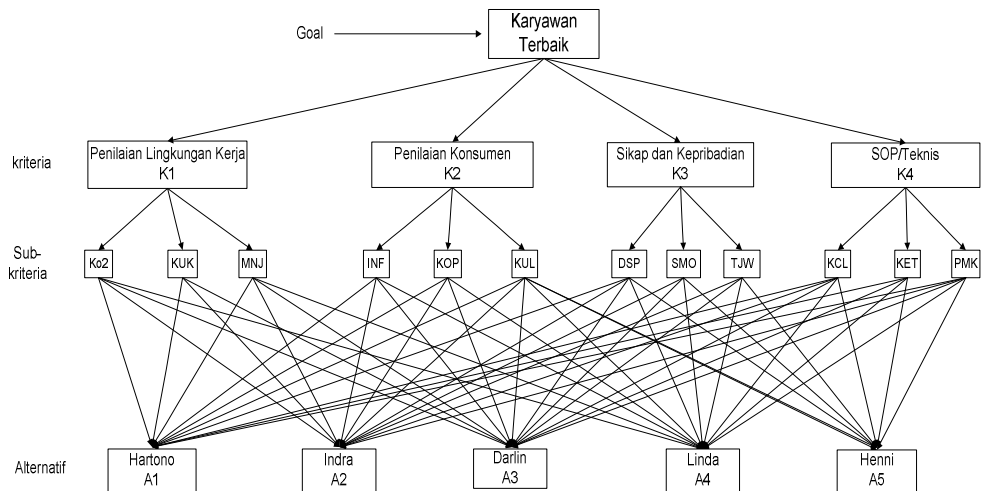 Goal
Karyawan
Terbaik
kriteria
Penilaian Lingkungan Kerja
K1
Penilaian Konsumen
K2
Sikap dan Kepribadian
K3
SOP/Teknis
K4
Sub-
kriteria
Ko2
KUK
MNJ
INF
KOP
KUL
DSP
SMO
TJW
KCL
KET
PMK
Alternatif
Hartono
A1
Indra
A2
Darlin
A3
Linda
A4
Henni
A5